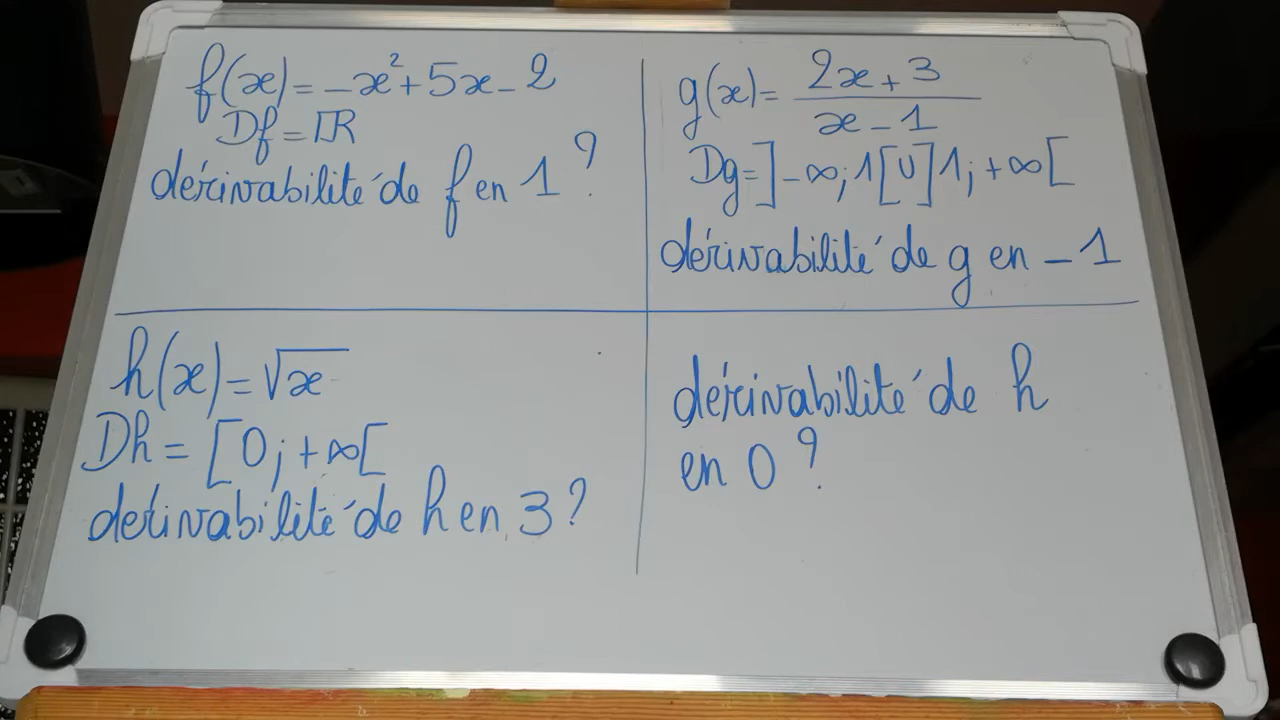 f(x) = -x² + 5x - 2
Df = ℝ
dérivabilité de f en 1 ?
g(x) = (2x + 3)/(x - 1)
Dg = ]-∞; 1[ ∪ ]1; +∞[
dérivabilité de g en -1
h(x) = √x
Dh = [0; +∞[
dérivabilité de h en 3 ?
dérivabilité de h
en 0 ?